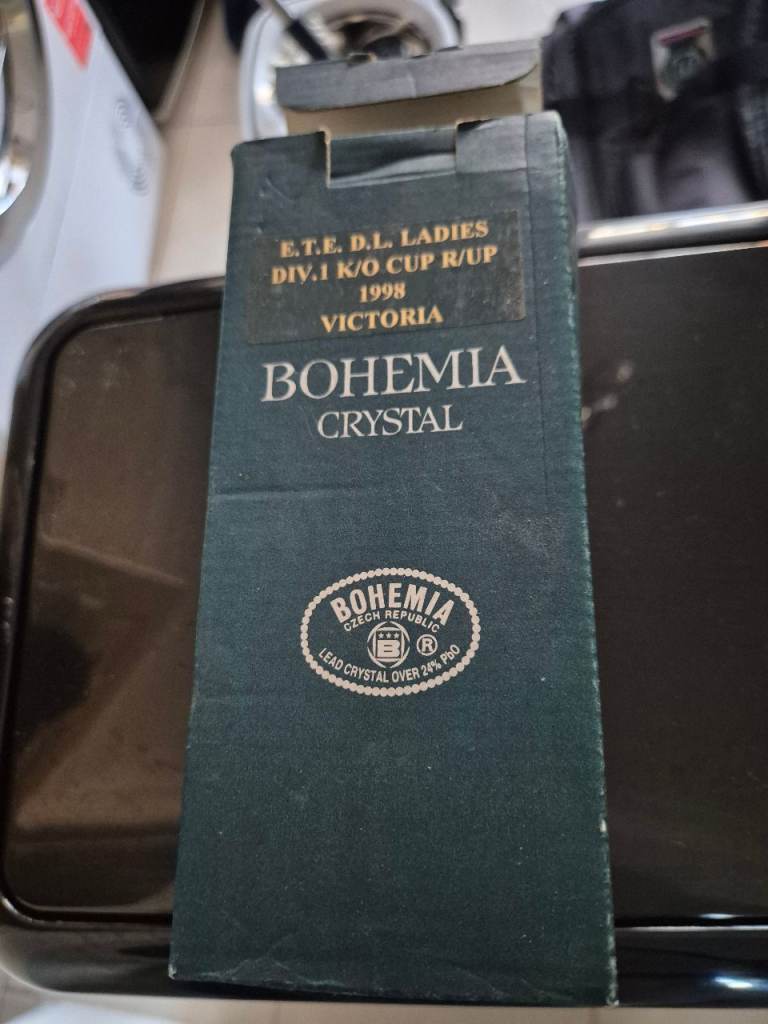 E.T.E. D.L. LADIES
DIV.1 K/O CUP R/UP
1998
VICTORIA
BOHEMIA
CRYSTAL
BOHEMIA
CZECH REPUBLIC
B ®
LEAD CRYSTAL OVER 24% PbO